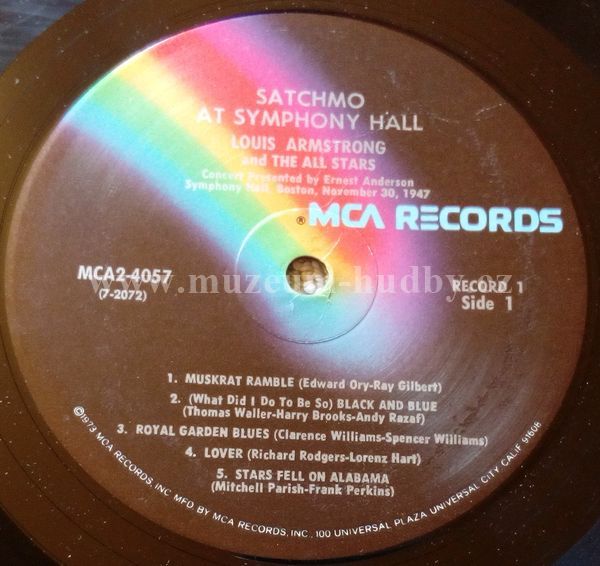 SATCHMO
AT SYMPHONY HALL
LOUIS ARMSTRONG
and THE ALL STARS
Concert Presented by Ernest Anderson
Symphony Hall, Boston, November 30, 1947
® MCA RECORDS
MCA2-4057
(7-2072)
www.muzeum-hudby.cz
RECORD 1
Side 1
1. MUSKRAT RAMBLE (Edward Ory-Ray Gilbert)
2. (What Did I Do To Be So) BLACK AND BLUE
(Thomas Waller-Harry Brooks-Andy Razaf)
3. ROYAL GARDEN BLUES (Clarence Williams-Spencer Williams)
4. LOVER (Richard Rodgers-Lorenz Hart)
5. STARS FELL ON ALABAMA
(Mitchell Parish-Frank Perkins)
©1973 MCA RECORDS, INC. MFD BY MCA RECORDS, INC., 100 UNIVERSAL PLAZA UNIVERSAL CITY, CALIF 91608